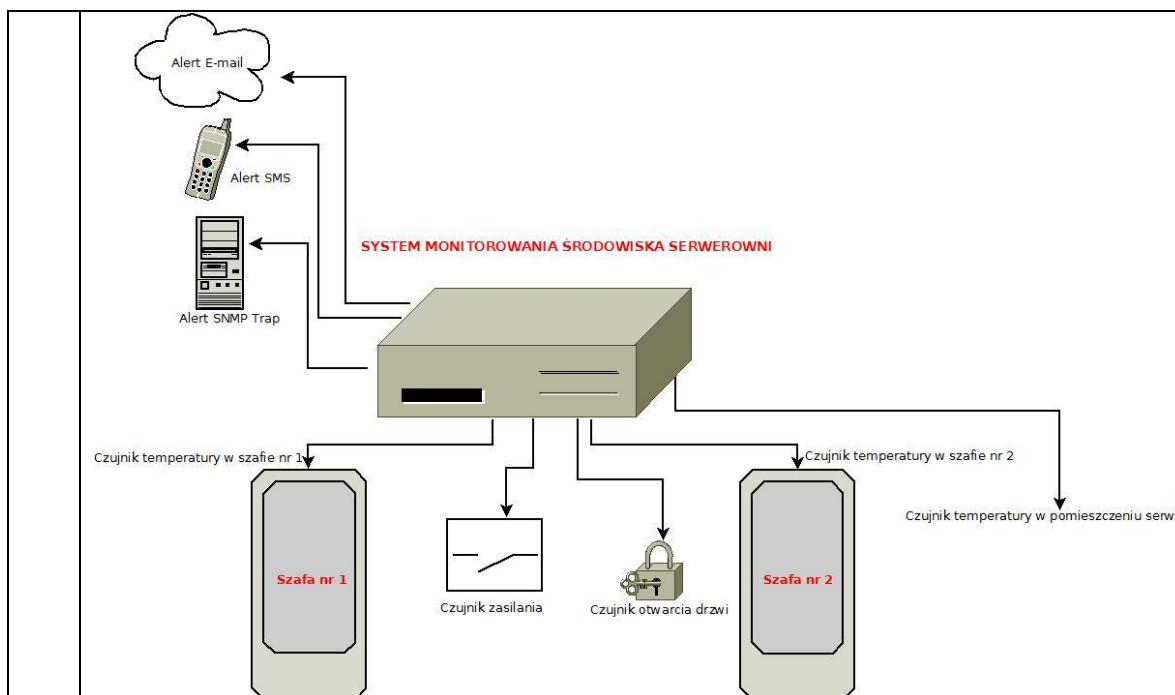 Alert E-mail
Alert SMS
Alert SNMP Trap
SYSTEM MONITOROWANIA ŚRODOWISKA SERWEROWNI
Czujnik temperatury w szafie nr 1
Czujnik temperatury w szafie nr 2
Czujnik temperatury w pomieszczeniu serw
Szafa nr 1
Czujnik zasilania
Czujnik otwarcia drzwi
Szafa nr 2